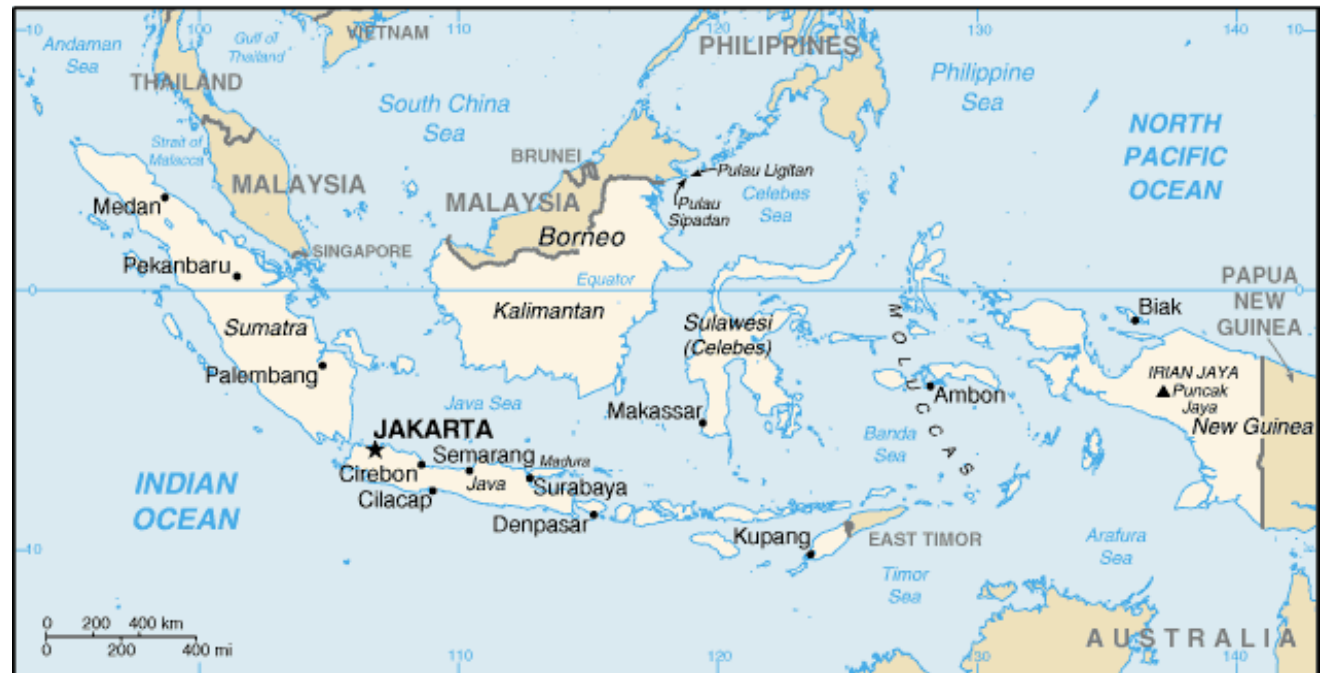 10
100
110
120
130
140
10
Andaman
Sea
Gulf of
Thailand
VIETNAM
PHILIPPINES
Philippine
Sea
THAILAND
South China
Sea
NORTH
PACIFIC
OCEAN
Strait of
Malacca
BRUNEI
Pulau Ligitan
MALAYSIA
MALAYSIA
Celebes
Sea
Pulau
Sipadan
Medan
Borneo
SINGAPORE
Pekanbaru
Equator
PAPUA
NEW
GUINEA
0
0
Biak
Kalimantan
MOLUCCAS
Sumatra
Sulawesi
(Celebes)
Palembang
IRIAN JAYA
Puncak
Jaya
Ambon
Java Sea
Makassar
New Guinea
JAKARTA
Banda
Sea
Semarang
Madura
Cirebon
Java
Surabaya
INDIAN
OCEAN
Cilacap
Denpasar
Kupang
EAST TIMOR
Arafura
Sea
10
Timor
Sea
0 200 400 km
0 200 400 mi
AUSTRALIA
110
120
130
140